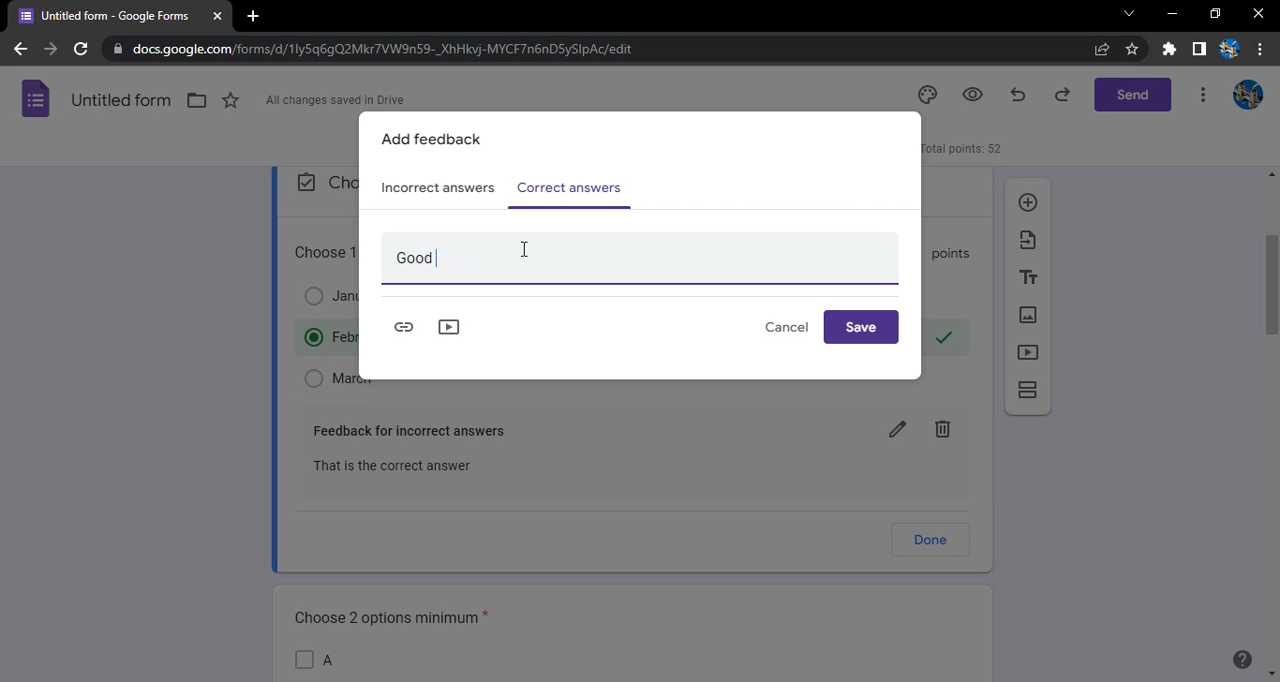 Untitled form - Google Forms
docs.google.com/forms/d/1ly5q6gQ2Mkr7VW9n59-_XhHkvj-MYCF7n6nD5ySlpAc/edit
Untitled form
All changes saved in Drive
Send
Add feedback
Total points: 52
Cho
Incorrect answers
Correct answers
Choose 1
points
Good
Janu
Febr
Cancel
Save
March
Feedback for incorrect answers
That is the correct answer
Done
Choose 2 options minimum *
A